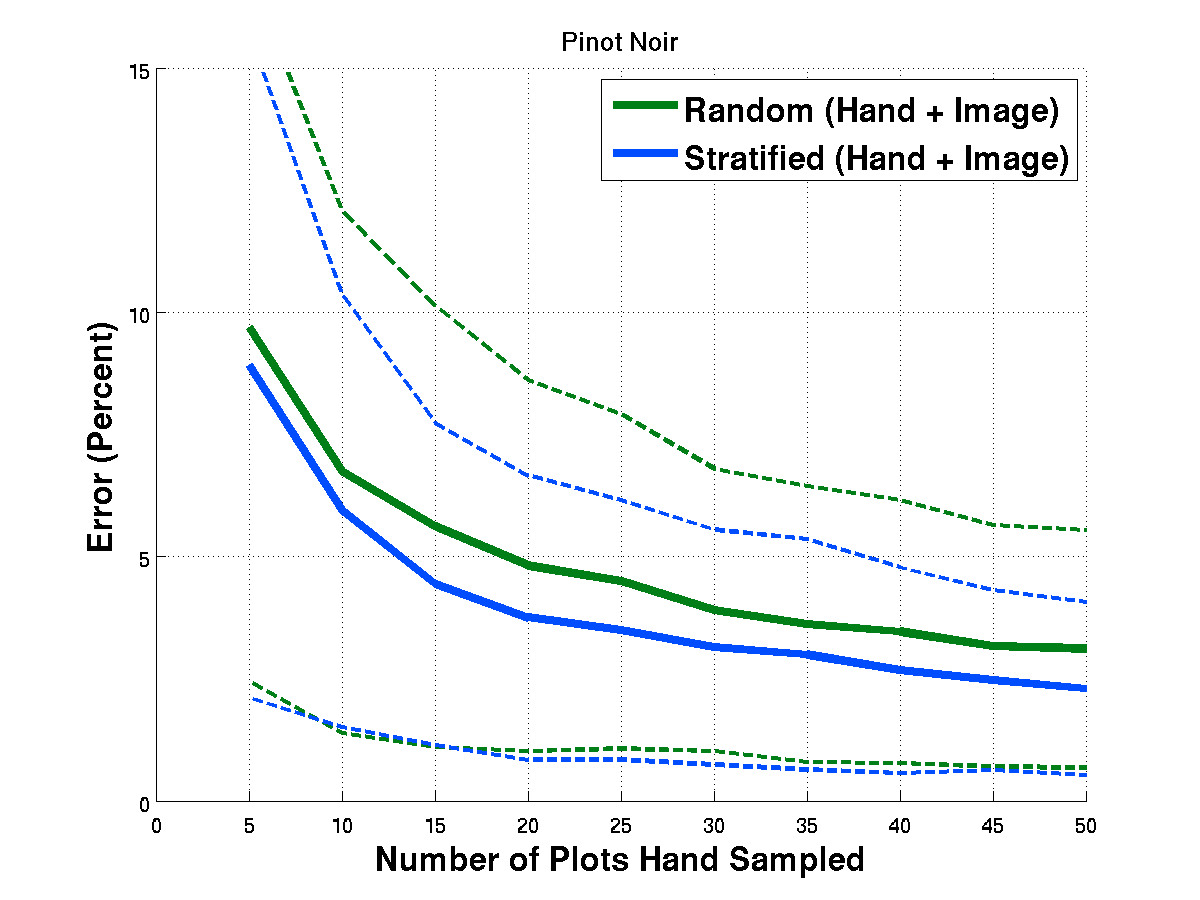 Pinot Noir
Random (Hand + Image)
Stratified (Hand + Image)
15
10
5
0
Error (Percent)
0 5 10 15 20 25 30 35 40 45 50
Number of Plots Hand Sampled